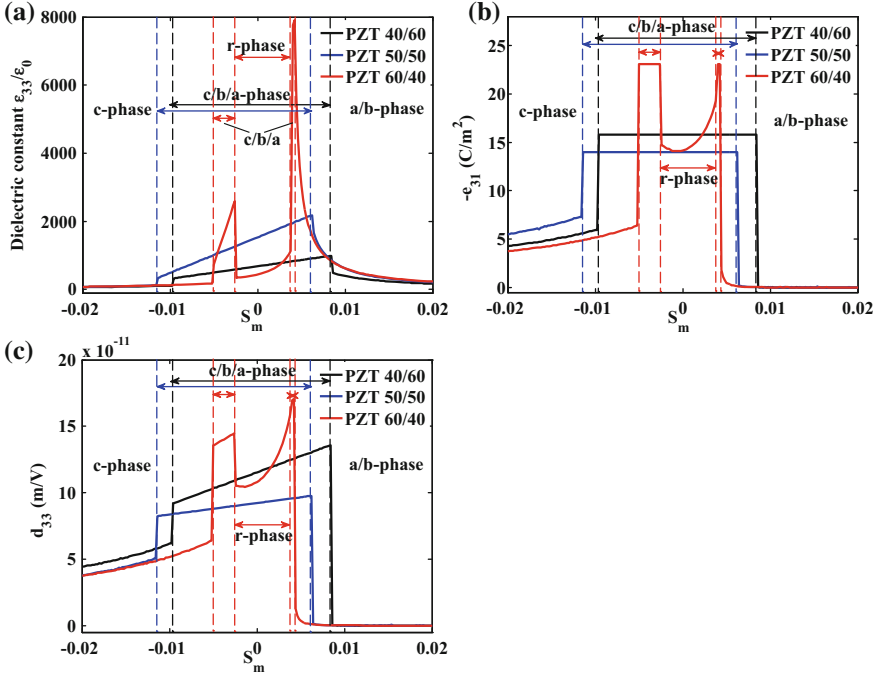 (a)
8000
6000
4000
2000
0
Dielectric constant ε33/ε0
PZT 40/60
PZT 50/50
PZT 60/40
r-phase
c/b/a-phase
c-phase
a/b-phase
c/b/a
-0.02 -0.01 0 0.01 0.02
Sm
(b)
25
20
15
10
5
0
-e31 (C/m2)
c/b/a-phase
PZT 40/60
PZT 50/50
PZT 60/40
c-phase
a/b-phase
r-phase
-0.02 -0.01 0 0.01 0.02
Sm
(c)
x 10-11
20
15
10
5
0
d33 (m/V)
c/b/a-phase
PZT 40/60
PZT 50/50
PZT 60/40
c-phase
a/b-phase
r-phase
-0.02 -0.01 0 0.01 0.02
Sm